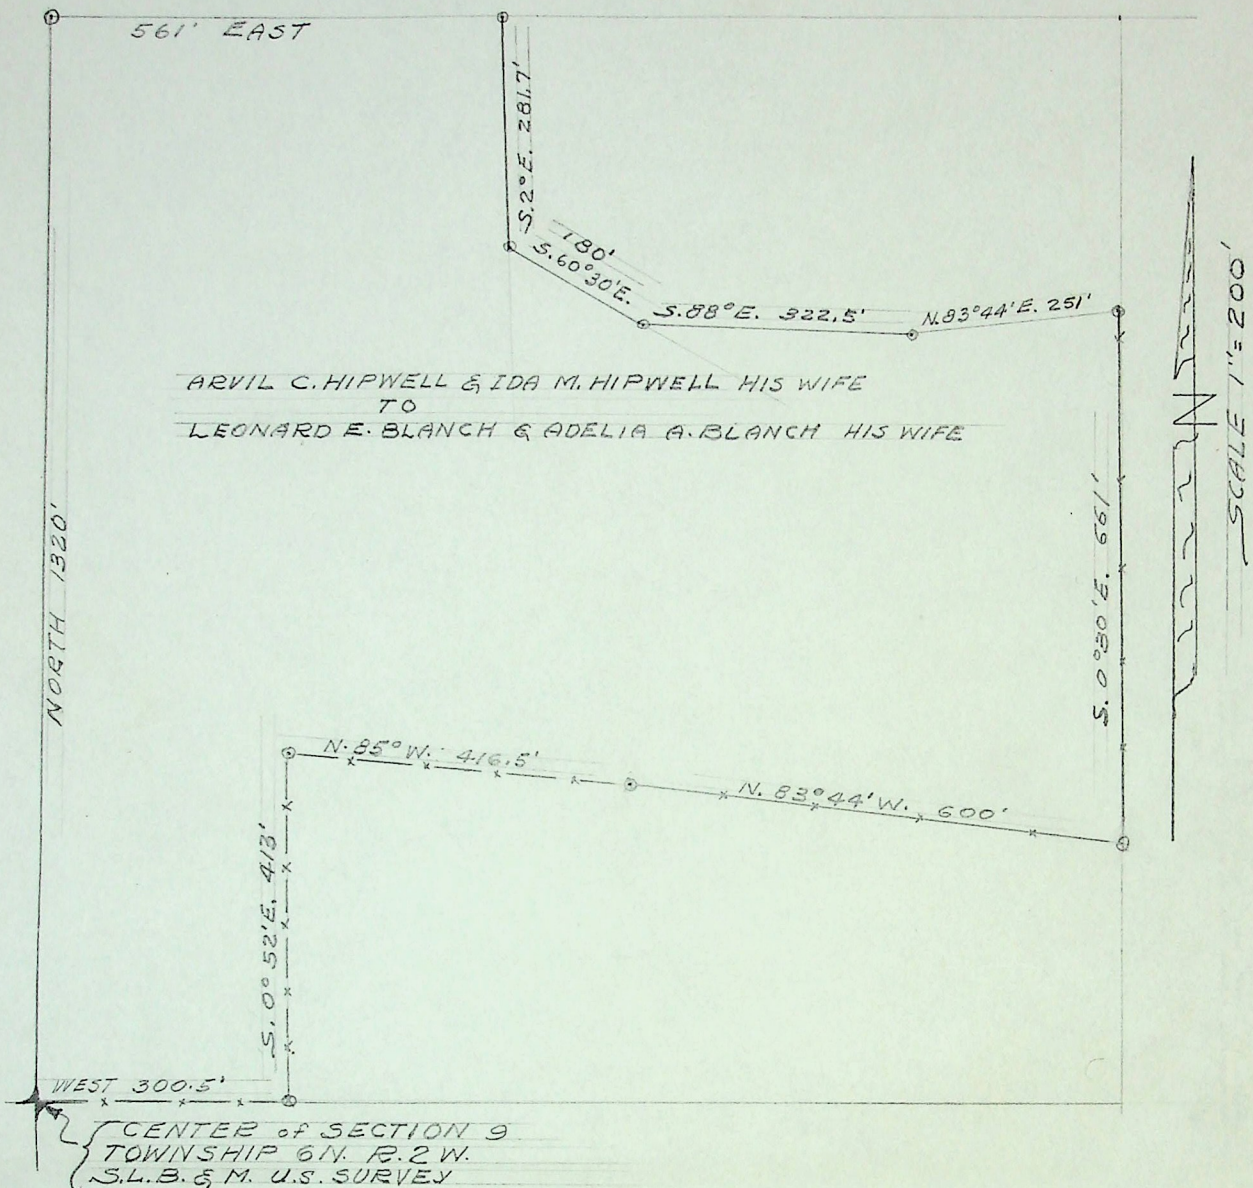 561' EAST
S. 2° E. 281.7'
180'
S. 60°30' E.
S. 88° E. 322.5'
N. 83°44' E. 251'
ARVIL C. HIPWELL & IDA M. HIPWELL HIS WIFE
TO
LEONARD E. BLANCH & ADELIA A. BLANCH HIS WIFE
N
SCALE 1" = 200'
NORTH 1320'
S. 0°30' E. 661'
N. 85° W. 416.5'
N. 83°44' W. 600'
S. 0°52' E. 413'
WEST 300.5'
CENTER of SECTION 9
TOWNSHIP 6 N. R. 2 W.
S.L.B. & M. U.S. SURVEY